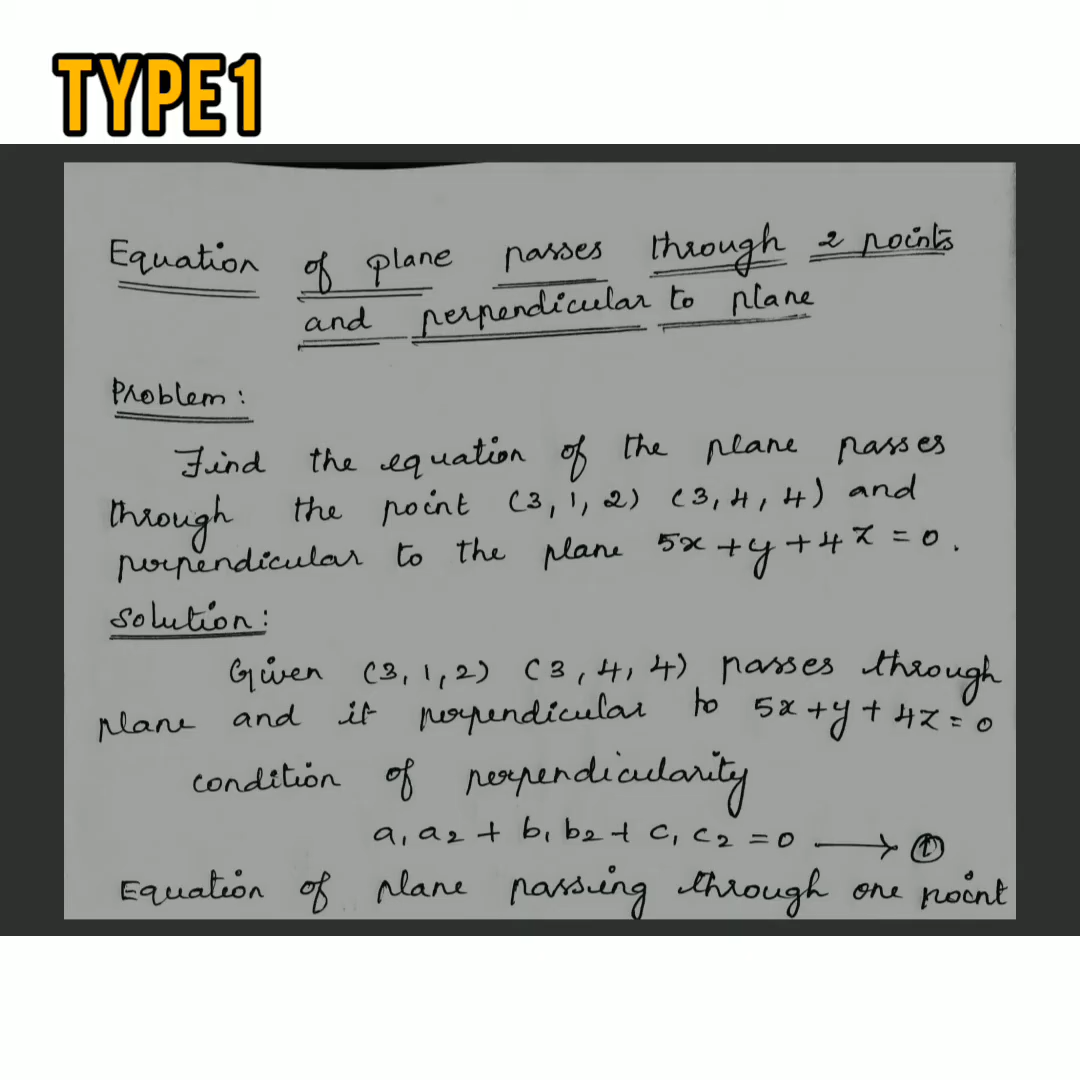 TYPE1
Equation of plane passes through 2 points
and perpendicular to plane
Problem:
Find the equation of the plane passes
through the point (3,1,2) (3,4,4) and
perpendicular to the plane 5x+y+4z=0.
Solution:
Given (3,1,2) (3,4,4) passes through
plane and it perpendicular to 5x+y+4z=0
condition of perpendicularity
a₁a₂+b₁b₂+c₁c₂=0 → ①
Equation of plane passing through one point